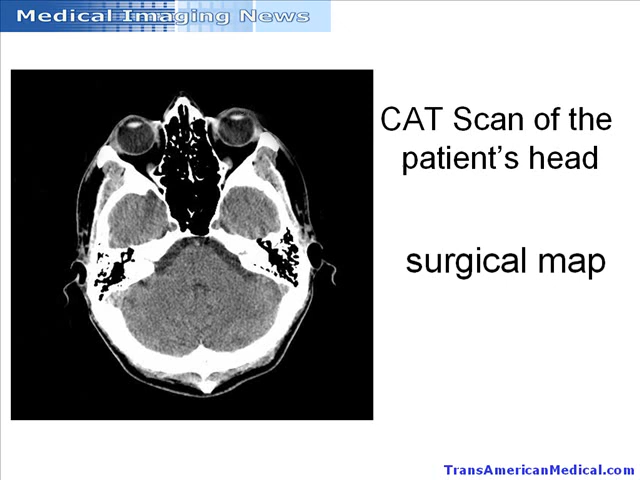 Medical Imaging News
CAT Scan of the
patient's head
surgical map
TransAmericanMedical.com